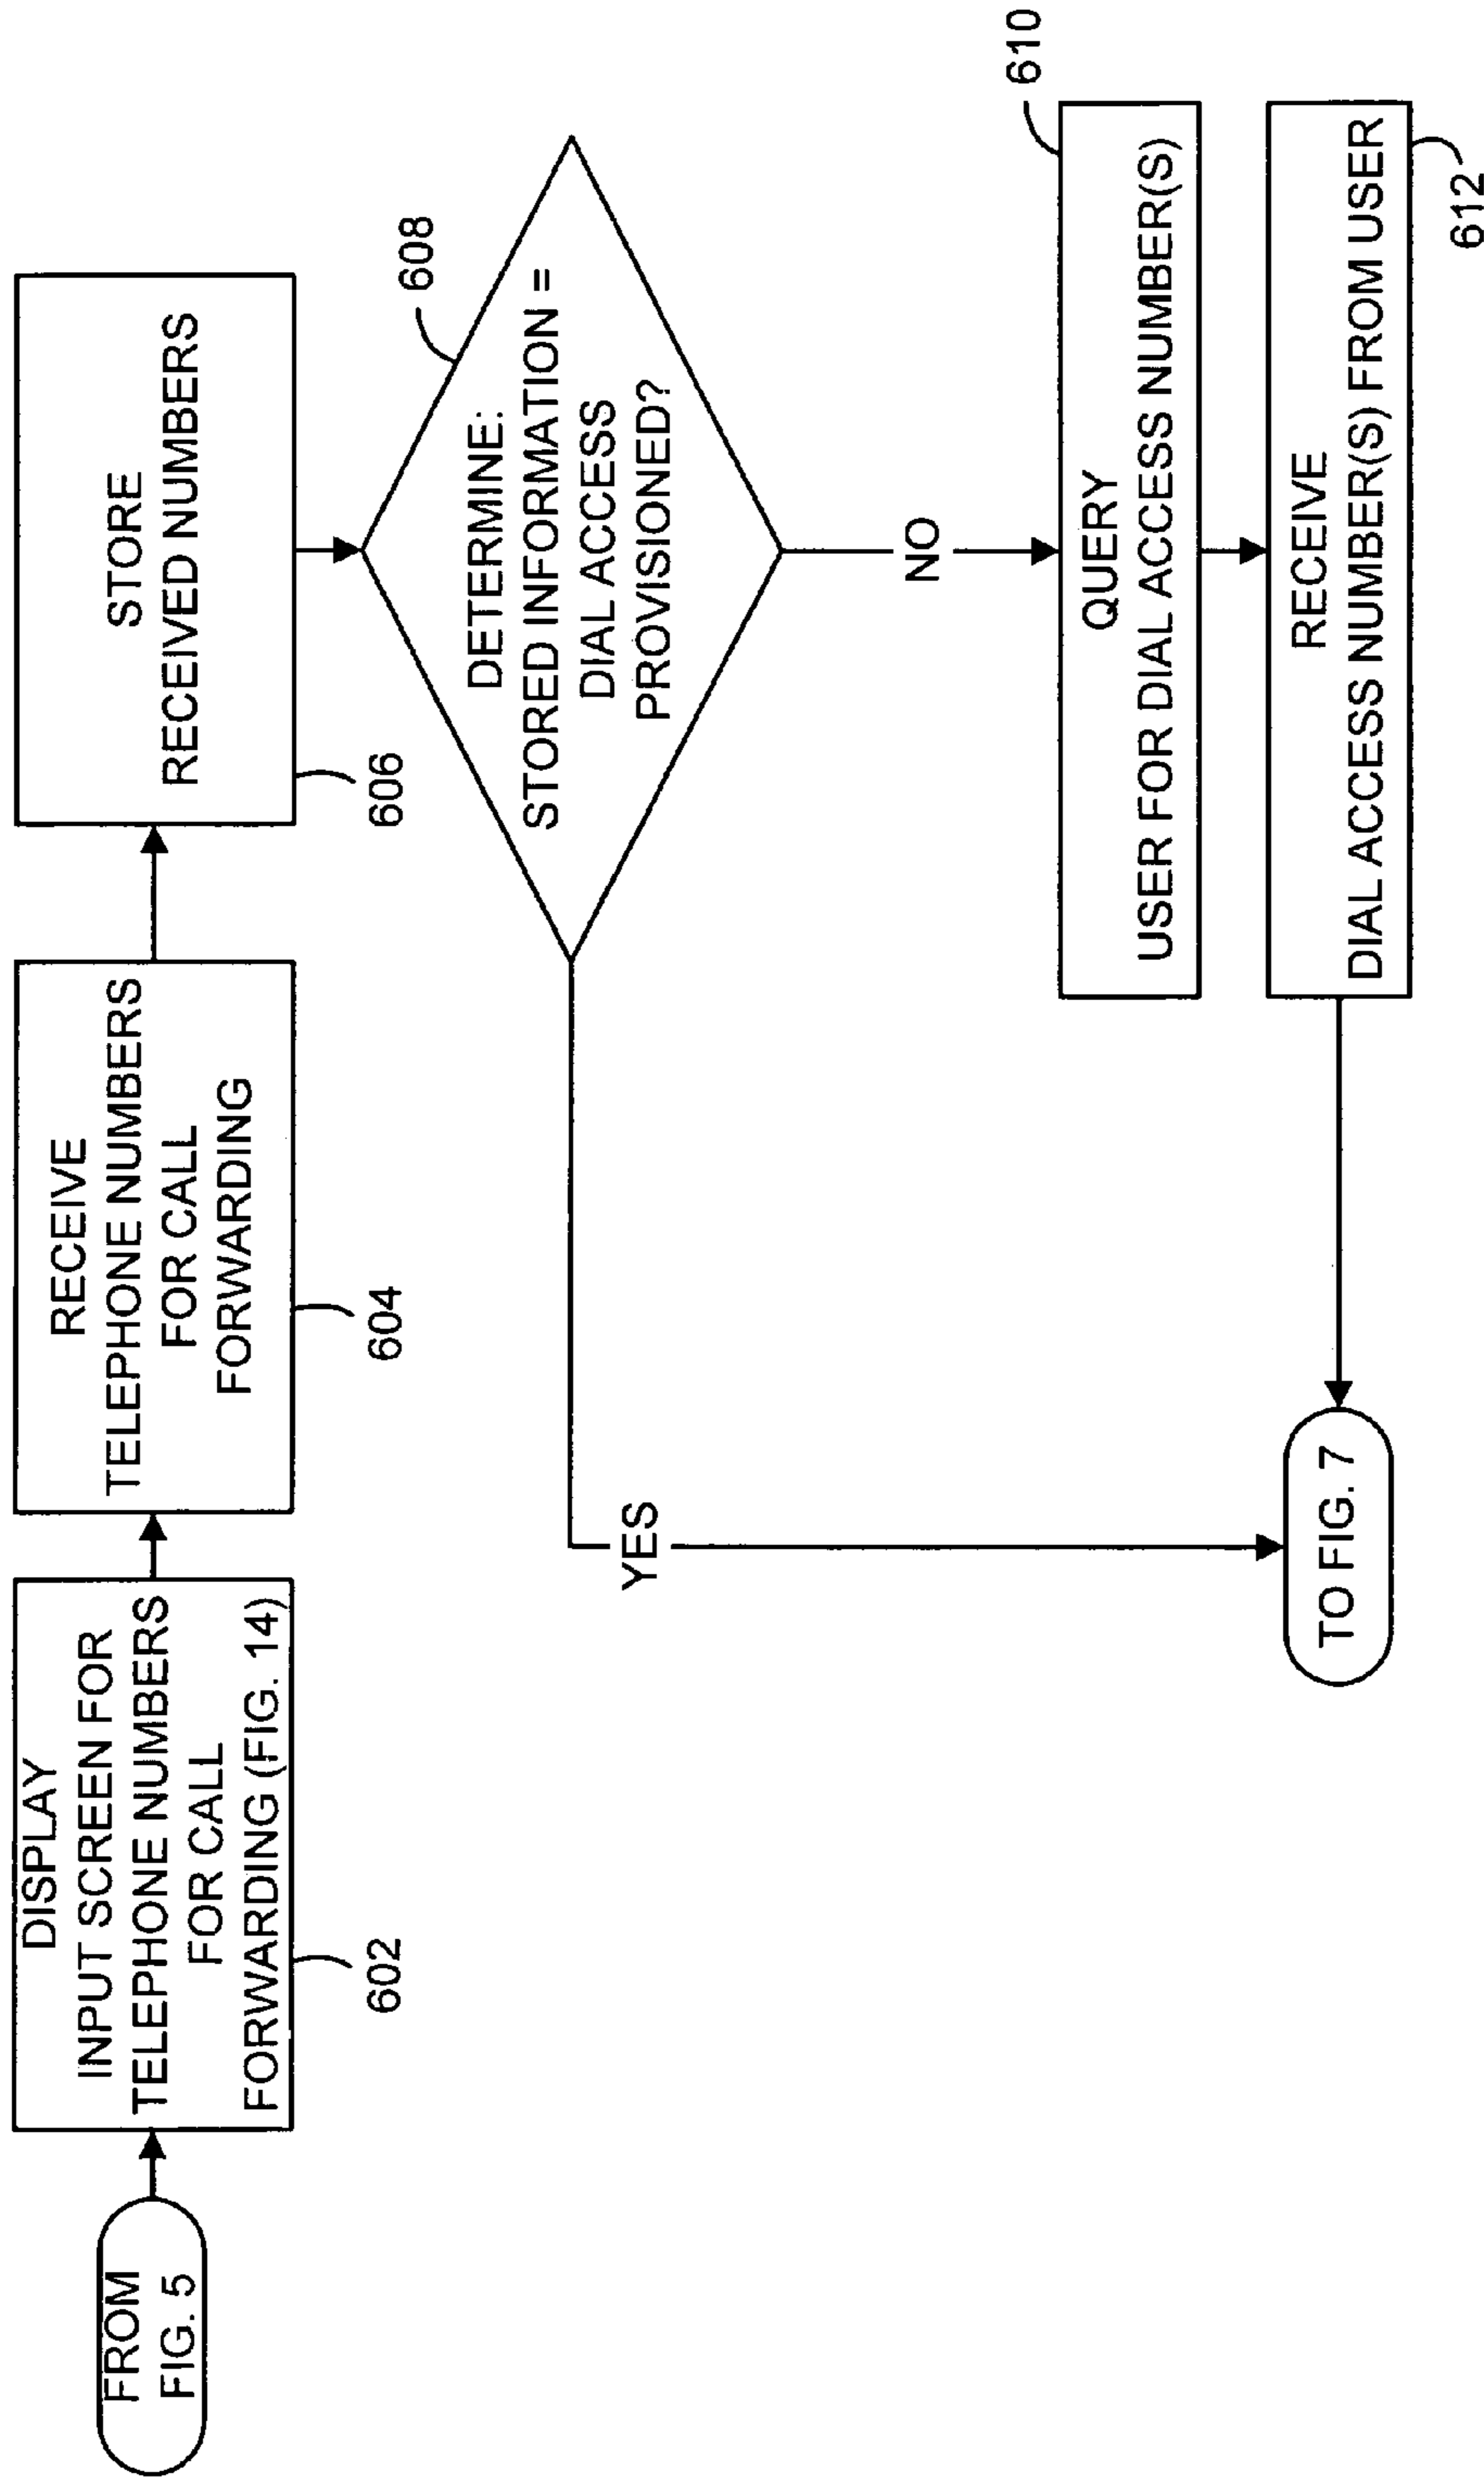 FROM
FIG. 5
DISPLAY
INPUT SCREEN FOR
TELEPHONE NUMBERS
FOR CALL
FORWARDING (FIG. 14)
602
RECEIVE
TELEPHONE NUMBERS
FOR CALL
FORWARDING
604
STORE
RECEIVED NUMBERS
606
DETERMINE:
STORED INFORMATION =
DIAL ACCESS
PROVISIONED?
608
YES
NO
QUERY
USER FOR DIAL ACCESS NUMBER(S)
610
RECEIVE
DIAL ACCESS NUMBER(S) FROM USER
612
TO FIG. 7